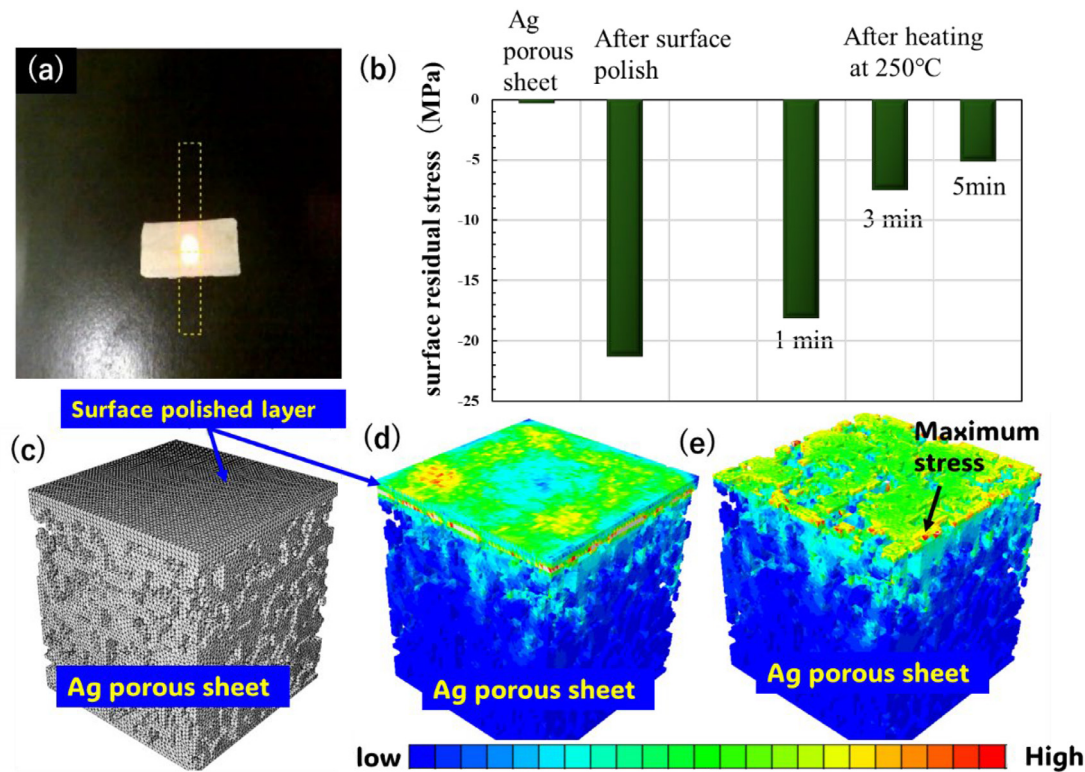 (a)
(b)
Ag
porous
sheet
After surface
polish
After heating
at 250℃
surface residual stress (MPa)
0
-5
-10
-15
-20
-25
1 min
3 min
5min
Surface polished layer
(c)
(d)
(e)
Maximum
stress
Ag porous sheet
Ag porous sheet
Ag porous sheet
low
High